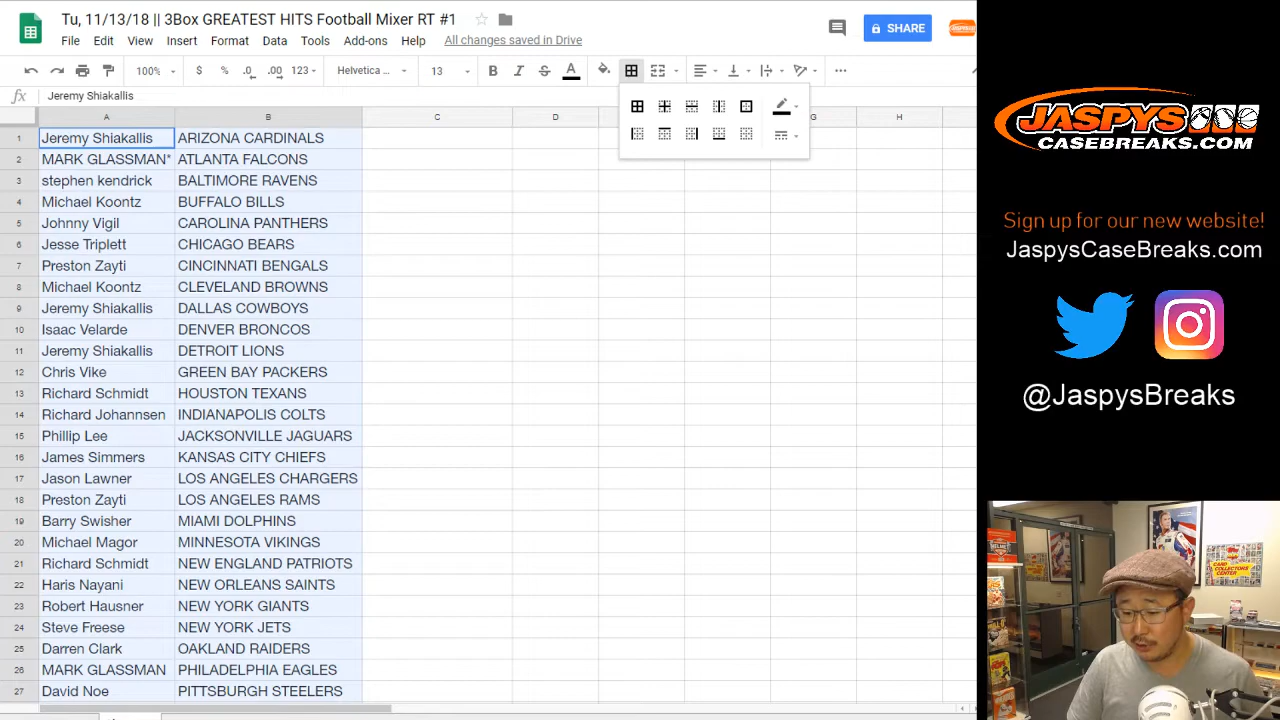 Tu, 11/13/18 || 3Box GREATEST HITS Football Mixer RT #1
SHARE
File Edit View Insert Format Data Tools Add-ons Help All changes saved in Drive
100% $ % .0 .00 123 Helvetica ... 13 B I S A
fx Jeremy Shiakallis
A B D G H
1 Jeremy Shiakallis ARIZONA CARDINALS
2 MARK GLASSMAN* ATLANTA FALCONS
3 stephen kendrick BALTIMORE RAVENS
4 Michael Koontz BUFFALO BILLS
5 Johnny Vigil CAROLINA PANTHERS
6 Jesse Triplett CHICAGO BEARS
7 Preston Zayti CINCINNATI BENGALS
8 Michael Koontz CLEVELAND BROWNS
9 Jeremy Shiakallis DALLAS COWBOYS
10 Isaac Velarde DENVER BRONCOS
11 Jeremy Shiakallis DETROIT LIONS
12 Chris Vike GREEN BAY PACKERS
13 Richard Schmidt HOUSTON TEXANS
14 Richard Johannsen INDIANAPOLIS COLTS
15 Phillip Lee JACKSONVILLE JAGUARS
16 James Simmers KANSAS CITY CHIEFS
17 Jason Lawner LOS ANGELES CHARGERS
18 Preston Zayti LOS ANGELES RAMS
19 Barry Swisher MIAMI DOLPHINS
20 Michael Magor MINNESOTA VIKINGS
21 Richard Schmidt NEW ENGLAND PATRIOTS
22 Haris Nayani NEW ORLEANS SAINTS
23 Robert Hausner NEW YORK GIANTS
24 Steve Freese NEW YORK JETS
25 Darren Clark OAKLAND RAIDERS
26 MARK GLASSMAN PHILADELPHIA EAGLES
27 David Noe PITTSBURGH STEELERS
JASPYS
CASEBREAKS.COM
Sign up for our new website!
JaspysCaseBreaks.com
@JaspysBreaks